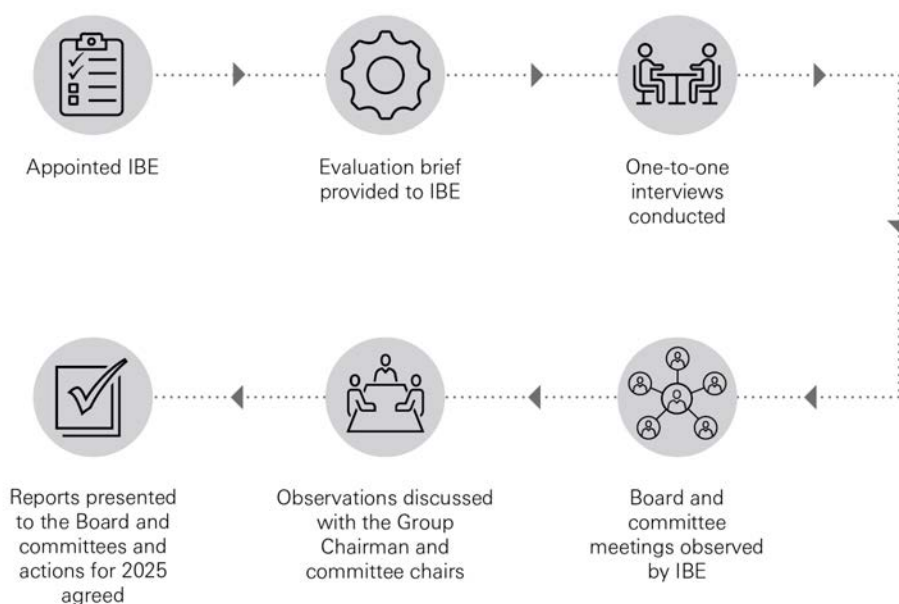 Appointed IBE
Evaluation brief
provided to IBE
One-to-one
interviews
conducted
Board and
committee
meetings observed
by IBE
Observations discussed
with the Group
Chairman and
committee chairs
Reports presented
to the Board and
committees and
actions for 2025
agreed